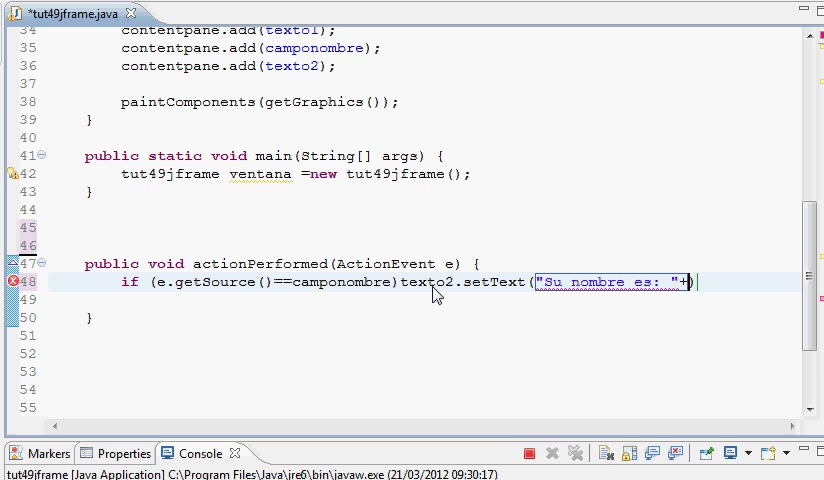 *tut49jframe.java
34 contentpane.add(texto1);
35 contentpane.add(camponombre);
36 contentpane.add(texto2);
37
38 paintComponents(getGraphics());
39 }
40
41 public static void main(String[] args) {
42 tut49jframe ventana =new tut49jframe();
43 }
44
45
46
47 public void actionPerformed(ActionEvent e) {
48 if (e.getSource()==camponombre)texto2.setText("Su nombre es: "+)
49
50 }
51
52
53
54
55
Markers Properties Console
tut49jframe [Java Application] C:\Program Files\Java\jre6\bin\javaw.exe (21/03/2012 09:30:17)